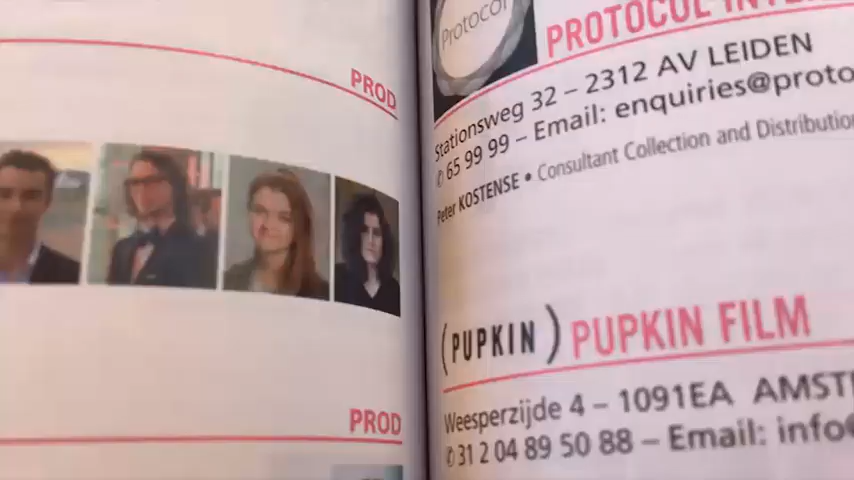 PROD
PROD
Protocol
PROTOCOL
Stationsweg 32 – 2312 AV LEIDEN
65 99 99 – Email: enquiries@proto
Peter KOSTENSE • Consultant Collection and Distributio
(PUPKIN) PUPKIN FILM
Weesperzijde 4 – 1091EA AMST
✆31 2 04 89 50 88 – Email: info@